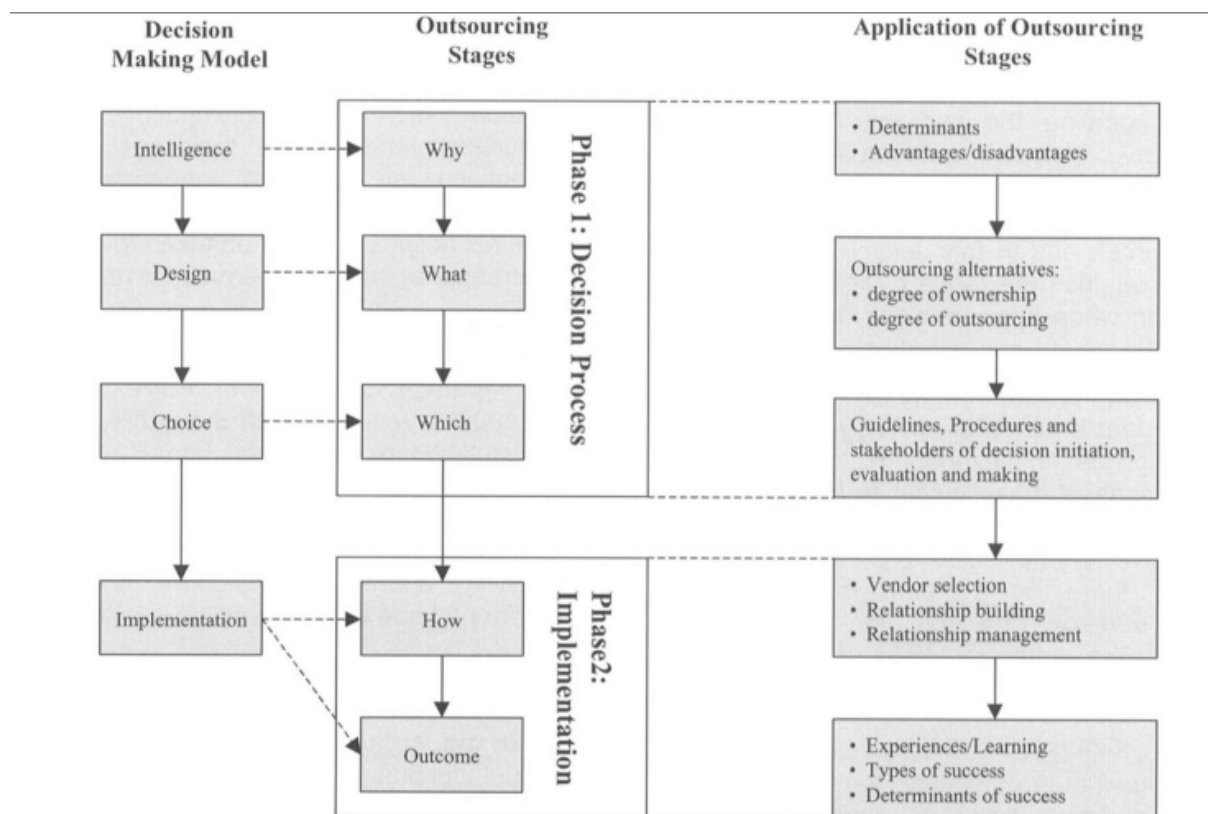 Decision
Making Model
Outsourcing
Stages
Application of Outsourcing
Stages
Intelligence
Why
• Determinants
• Advantages/disadvantages
Design
What
Outsourcing alternatives:
• degree of ownership
• degree of outsourcing
Choice
Which
Guidelines, Procedures and
stakeholders of decision initiation,
evaluation and making
Phase 1: Decision Process
Implementation
How
• Vendor selection
• Relationship building
• Relationship management
Outcome
• Experiences/Learning
• Types of success
• Determinants of success
Phase2:
Implementation